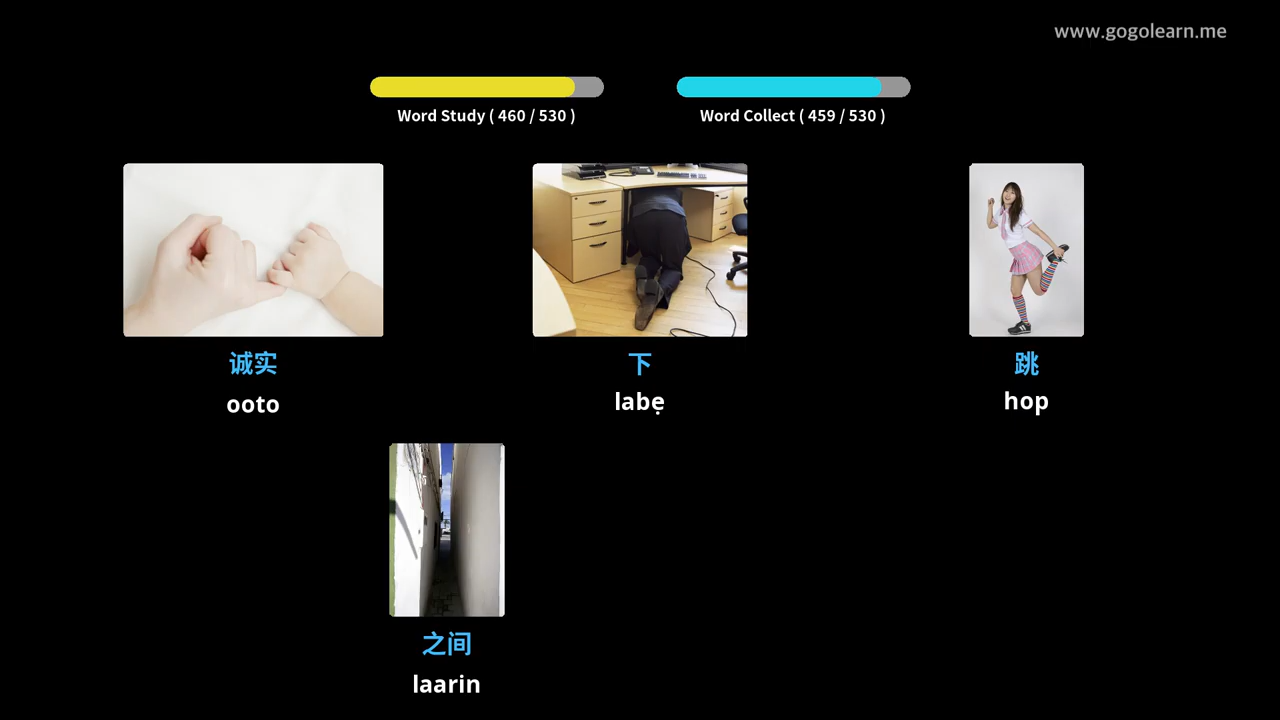 www.gogolearn.me
Word Study ( 460 / 530 )
Word Collect ( 459 / 530 )
诚实
ooto
下
labẹ
跳
hop
之间
laarin